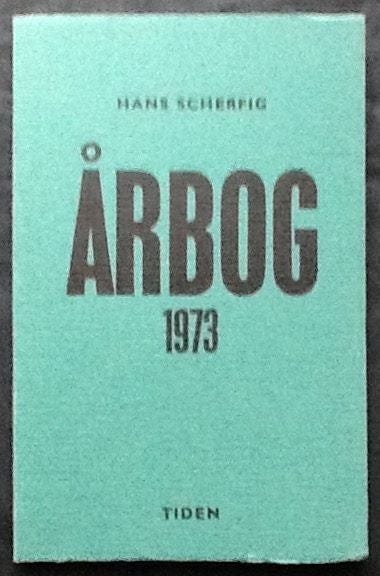 HANS SCHERFIG
ÅRBOG
1973
TIDEN